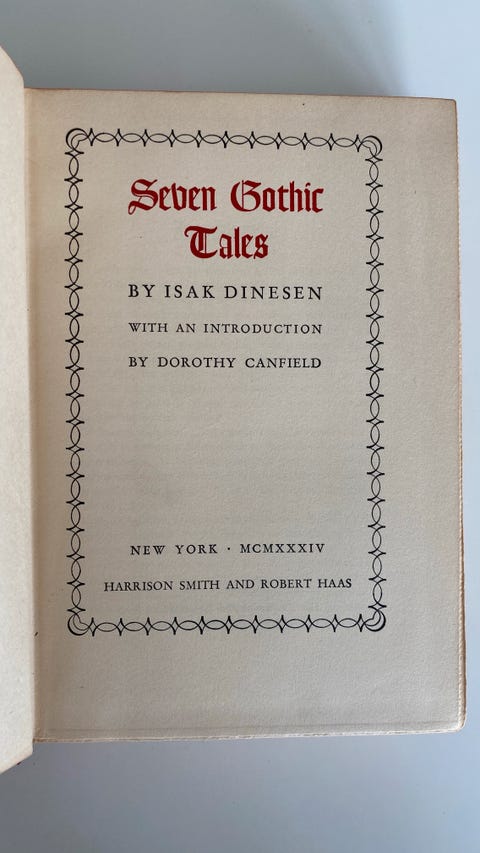 Seven Gothic
Tales
BY ISAK DINESEN
WITH AN INTRODUCTION
BY DOROTHY CANFIELD
NEW YORK · MCMXXXIV
HARRISON SMITH AND ROBERT HAAS